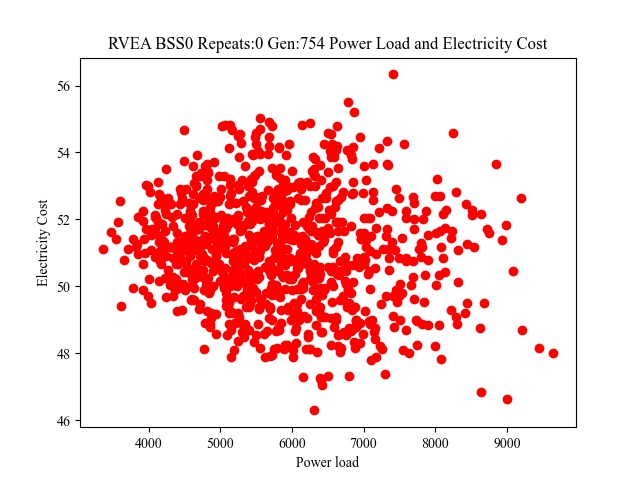 RVEA BSS0 Repeats:0 Gen:754 Power Load and Electricity Cost
56
54
52
50
48
46
Electricity Cost
4000 5000 6000 7000 8000 9000
Power load